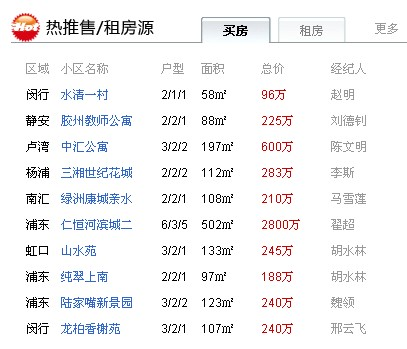 Hot 热推售/租房源 买房 租房 更多
区域 小区名称 户型 面积 总价 经纪人
闵行 水清一村 2/1/1 58㎡ 96万 赵明
静安 胶州教师公寓 2/2/1 88㎡ 225万 刘德钊
卢湾 中汇公寓 3/2/2 197㎡ 600万 陈文明
杨浦 三湘世纪花城 2/2/2 112㎡ 283万 李斯
南汇 绿洲康城亲水 2/2/1 108㎡ 210万 马雪莲
浦东 仁恒河滨城二 6/3/5 502㎡ 2800万 翟超
虹口 山水苑 3/2/1 133㎡ 245万 胡水林
浦东 纯翠上南 2/2/1 97㎡ 188万 胡水林
浦东 陆家嘴新景园 3/2/2 123㎡ 240万 魏领
闵行 龙柏香榭苑 3/2/1 107㎡ 240万 邢云飞